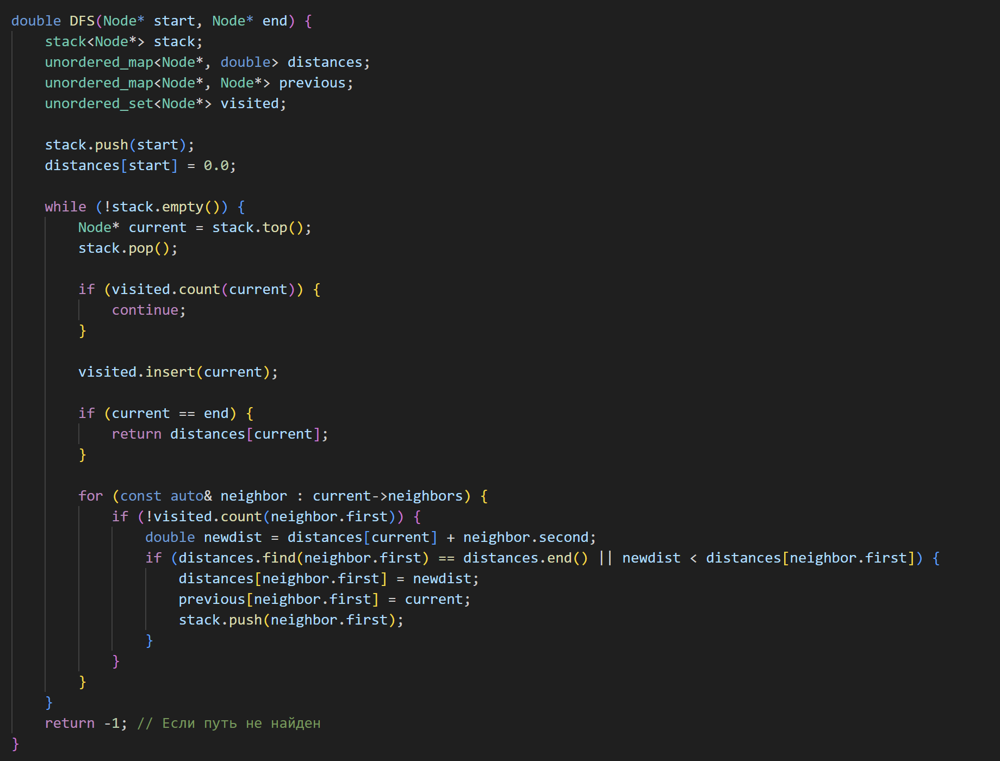 double DFS(Node* start, Node* end) {
    stack<Node*> stack;
    unordered_map<Node*, double> distances;
    unordered_map<Node*, Node*> previous;
    unordered_set<Node*> visited;

    stack.push(start);
    distances[start] = 0.0;

    while (!stack.empty()) {
        Node* current = stack.top();
        stack.pop();

        if (visited.count(current)) {
            continue;
        }

        visited.insert(current);

        if (current == end) {
            return distances[current];
        }

        for (const auto& neighbor : current->neighbors) {
            if (!visited.count(neighbor.first)) {
                double newdist = distances[current] + neighbor.second;
                if (distances.find(neighbor.first) == distances.end() || newdist < distances[neighbor.first]) {
                    distances[neighbor.first] = newdist;
                    previous[neighbor.first] = current;
                    stack.push(neighbor.first);
                }
            }
        }
    }
    return -1; // Если путь не найден
}